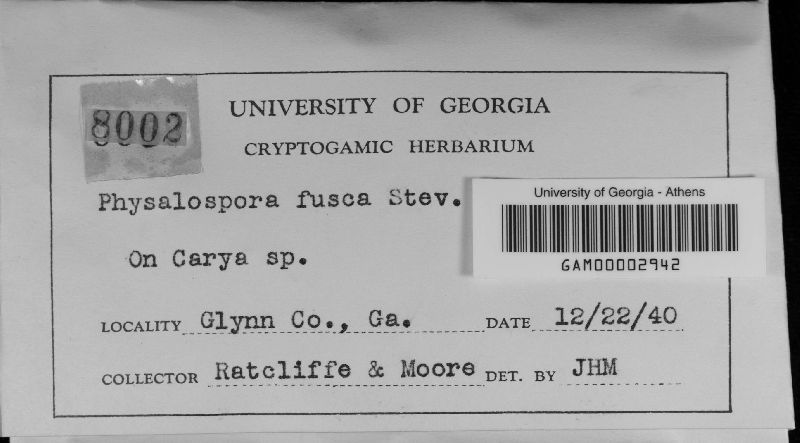 8002
UNIVERSITY OF GEORGIA
CRYPTOGAMIC HERBARIUM
Physalospora fusca Stev.
University of Georgia - Athens
GAM00002942
On Carya sp.
LOCALITY Glynn Co., Ga. DATE 12/22/40
COLLECTOR Ratcliffe & Moore DET. BY JHM